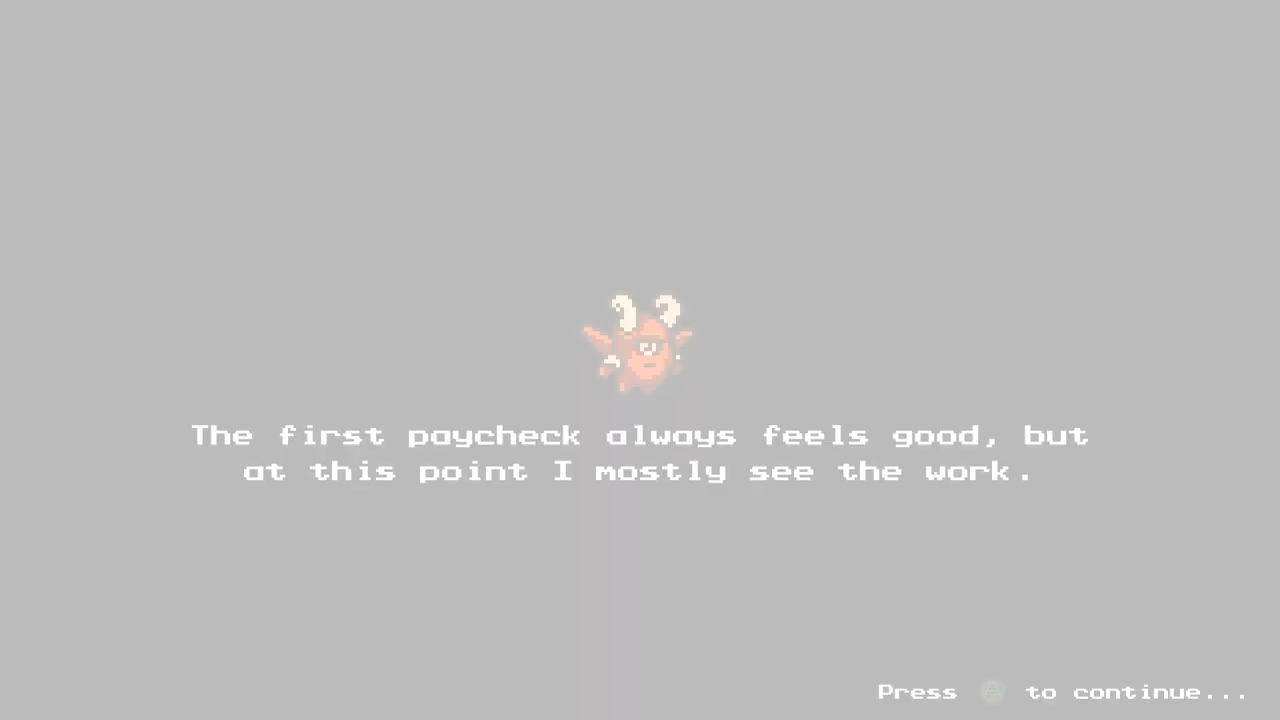 The first paycheck always feels good, but
at this point I mostly see the work.
Press A to continue...